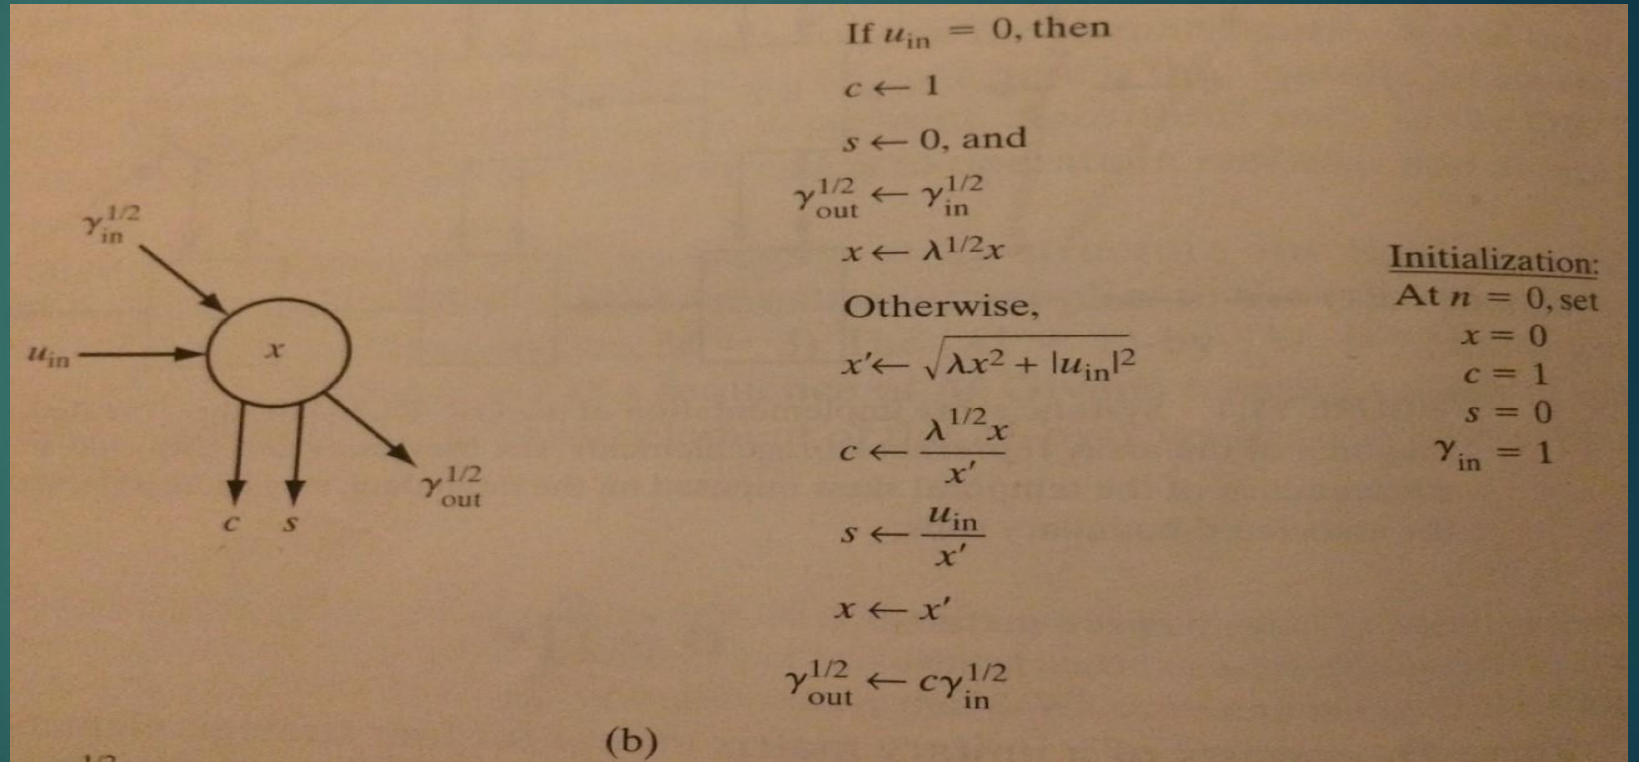 If u_in = 0, then
c ← 1
s ← 0, and
γ_out^1/2 ← γ_in^1/2
x ← λ^1/2 x
Otherwise,
x′ ← √(λx² + |u_in|²)
c ← λ^1/2 x / x′
s ← u_in / x′
x ← x′
γ_out^1/2 ← cγ_in^1/2
γ_in^1/2
u_in
x
γ_out^1/2
c s
Initialization:
At n = 0, set
x = 0
c = 1
s = 0
γ_in = 1
(b)
1/2